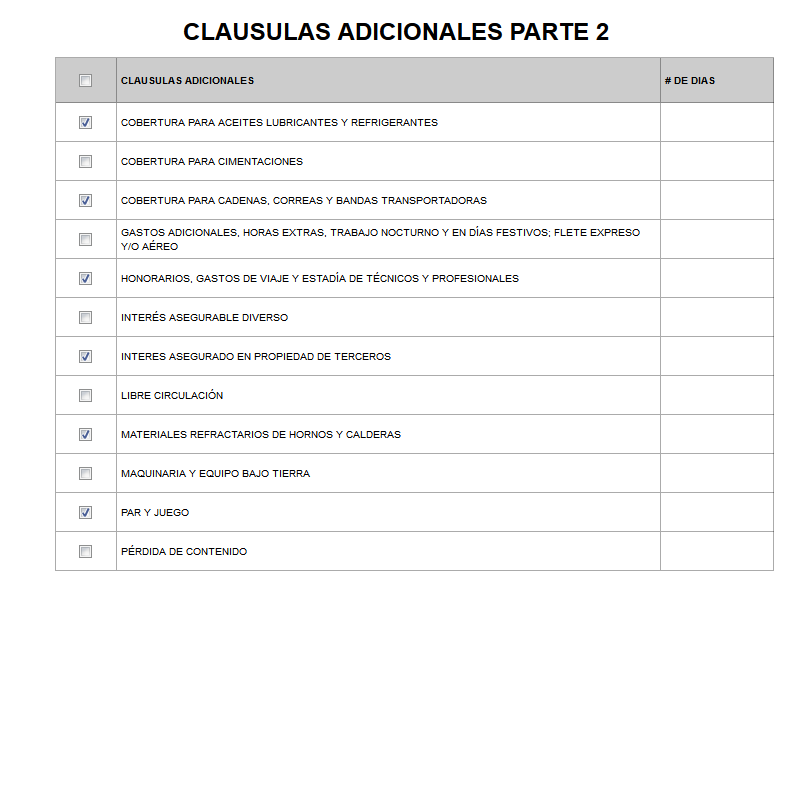 CLAUSULAS ADICIONALES PARTE 2
CLAUSULAS ADICIONALES # DE DIAS
COBERTURA PARA ACEITES LUBRICANTES Y REFRIGERANTES
COBERTURA PARA CIMENTACIONES
COBERTURA PARA CADENAS, CORREAS Y BANDAS TRANSPORTADORAS
GASTOS ADICIONALES, HORAS EXTRAS, TRABAJO NOCTURNO Y EN DÍAS FESTIVOS; FLETE EXPRESO
Y/O AÉREO
HONORARIOS, GASTOS DE VIAJE Y ESTADÍA DE TÉCNICOS Y PROFESIONALES
INTERÉS ASEGURABLE DIVERSO
INTERES ASEGURADO EN PROPIEDAD DE TERCEROS
LIBRE CIRCULACIÓN
MATERIALES REFRACTARIOS DE HORNOS Y CALDERAS
MAQUINARIA Y EQUIPO BAJO TIERRA
PAR Y JUEGO
PÉRDIDA DE CONTENIDO